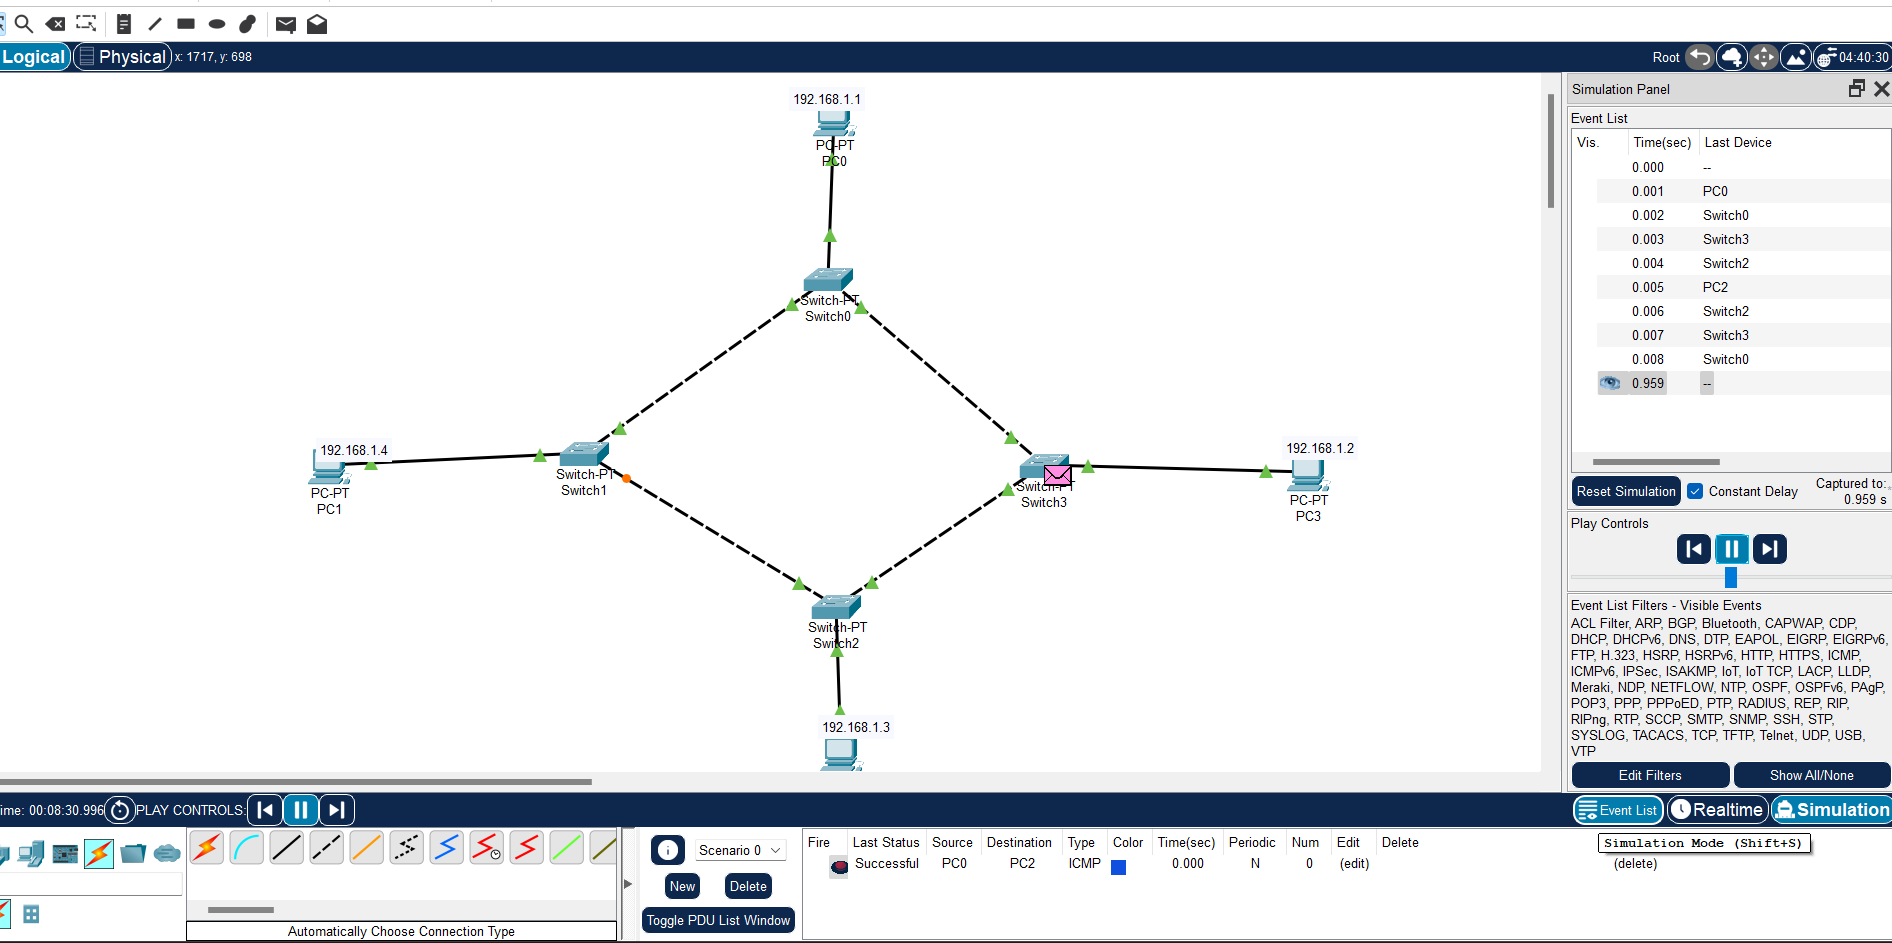 Logical Physical x: 1717, y: 698 Root 04:40:30
192.168.1.1
PC-PT
PC0
Switch-PT
Switch0
192.168.1.4
PC-PT
PC1
Switch-PT
Switch1
Switch-PT
Switch3
192.168.1.2
PC-PT
PC3
Switch-PT
Switch2
192.168.1.3
Simulation Panel
Event List
Vis. Time(sec) Last Device
0.000 --
0.001 PC0
0.002 Switch0
0.003 Switch3
0.004 Switch2
0.005 PC2
0.006 Switch2
0.007 Switch3
0.008 Switch0
0.959 --
Reset Simulation Constant Delay Captured to:
0.959 s
Play Controls
Event List Filters - Visible Events
ACL Filter, ARP, BGP, Bluetooth, CAPWAP, CDP,
DHCP, DHCPv6, DNS, DTP, EAPOL, EIGRP, EIGRPv6,
FTP, H.323, HSRP, HSRPv6, HTTP, HTTPS, ICMP,
ICMPv6, IPSec, ISAKMP, IoT, IoT TCP, LACP, LLDP,
Meraki, NDP, NETFLOW, NTP, OSPF, OSPFv6, PAgP,
POP3, PPP, PPPoED, PTP, RADIUS, REP, RIP,
RIPng, RTP, SCCP, SMTP, SNMP, SSH, STP,
SYSLOG, TACACS, TCP, TFTP, Telnet, UDP, USB,
VTP
Edit Filters Show All/None
ime: 00:08:30.996 PLAY CONTROLS: Event List Realtime Simulation
Simulation Mode (Shift+S)
Scenario 0
New Delete
Toggle PDU List Window
Fire Last Status Source Destination Type Color Time(sec) Periodic Num Edit Delete
Successful PC0 PC2 ICMP 0.000 N 0 (edit) (delete)
Automatically Choose Connection Type